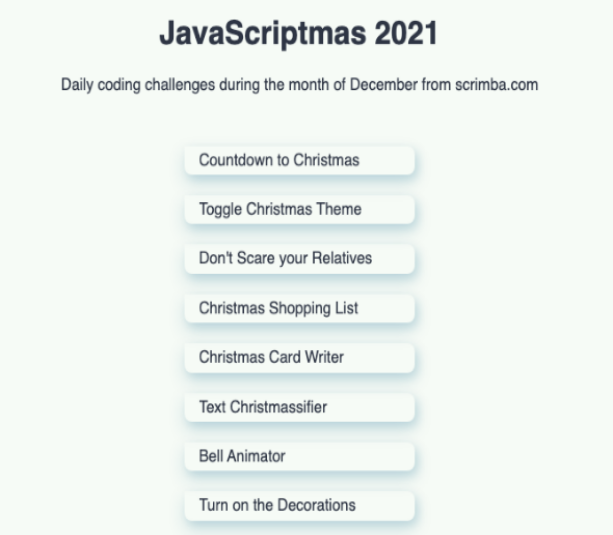 JavaScriptmas 2021
Daily coding challenges during the month of December from scrimba.com
Countdown to Christmas
Toggle Christmas Theme
Don't Scare your Relatives
Christmas Shopping List
Christmas Card Writer
Text Christmassifier
Bell Animator
Turn on the Decorations